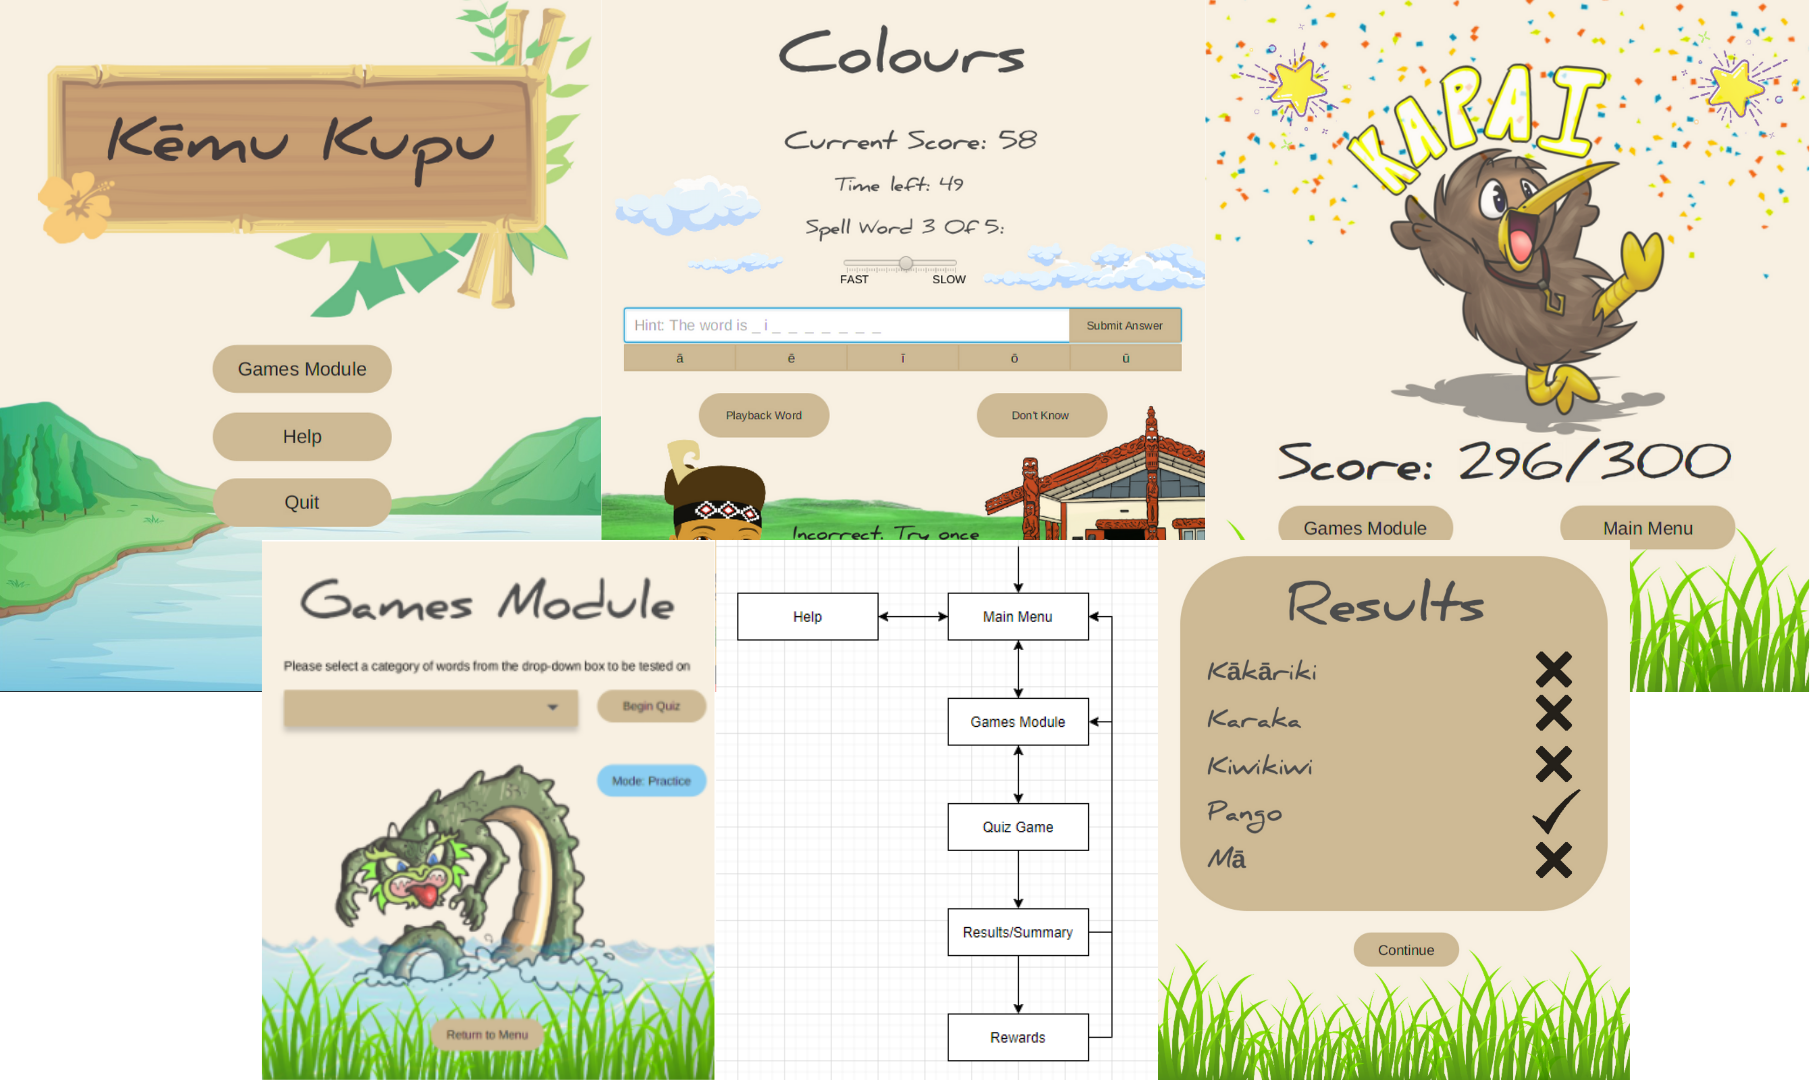 Kēmu Kupu
Games Module
Help
Quit
Colours
Current Score: 58
Time left: 49
Spell Word 3 Of 5:
FAST SLOW
Hint: The word is _ i _ _ _ _ _ _ _
Submit Answer
ā ē ī ō ū
Playback Word
Don't Know
Incorrect. Try once
KAPAI
Score: 296/300
Games Module
Main Menu
Games Module
Please select a category of words from the drop-down box to be tested on
Begin Quiz
Mode: Practice
Return to Menu
Help
Main Menu
Games Module
Quiz Game
Results/Summary
Rewards
Results
Kākāriki
Karaka
Kiwikiwi
Pango
Mā
Continue